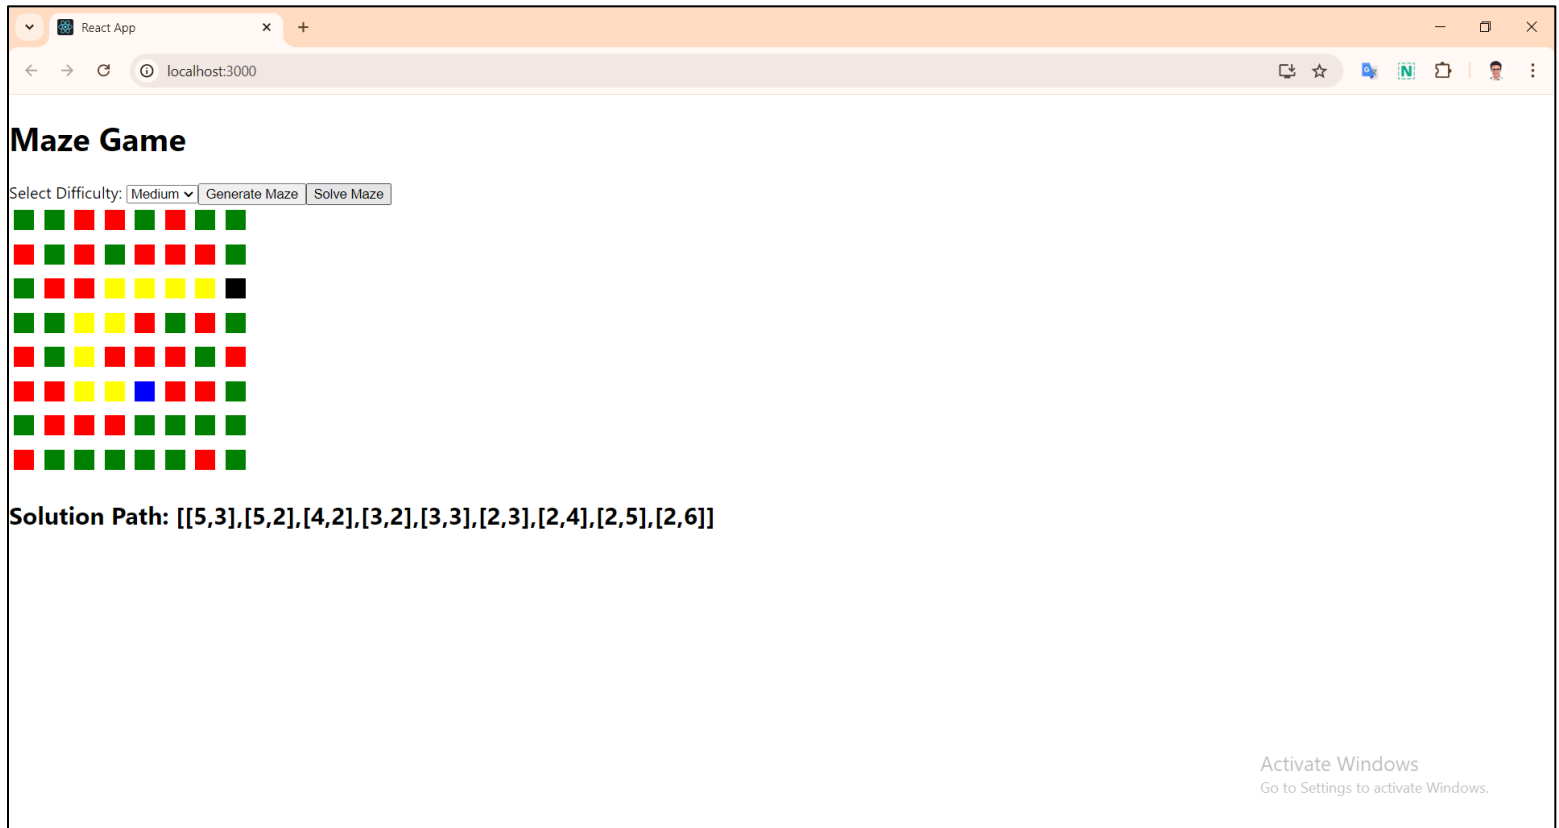 React App
localhost:3000
Maze Game
Select Difficulty: Medium Generate Maze Solve Maze
Solution Path: [[5,3],[5,2],[4,2],[3,2],[3,3],[2,3],[2,4],[2,5],[2,6]]
Activate Windows
Go to Settings to activate Windows.